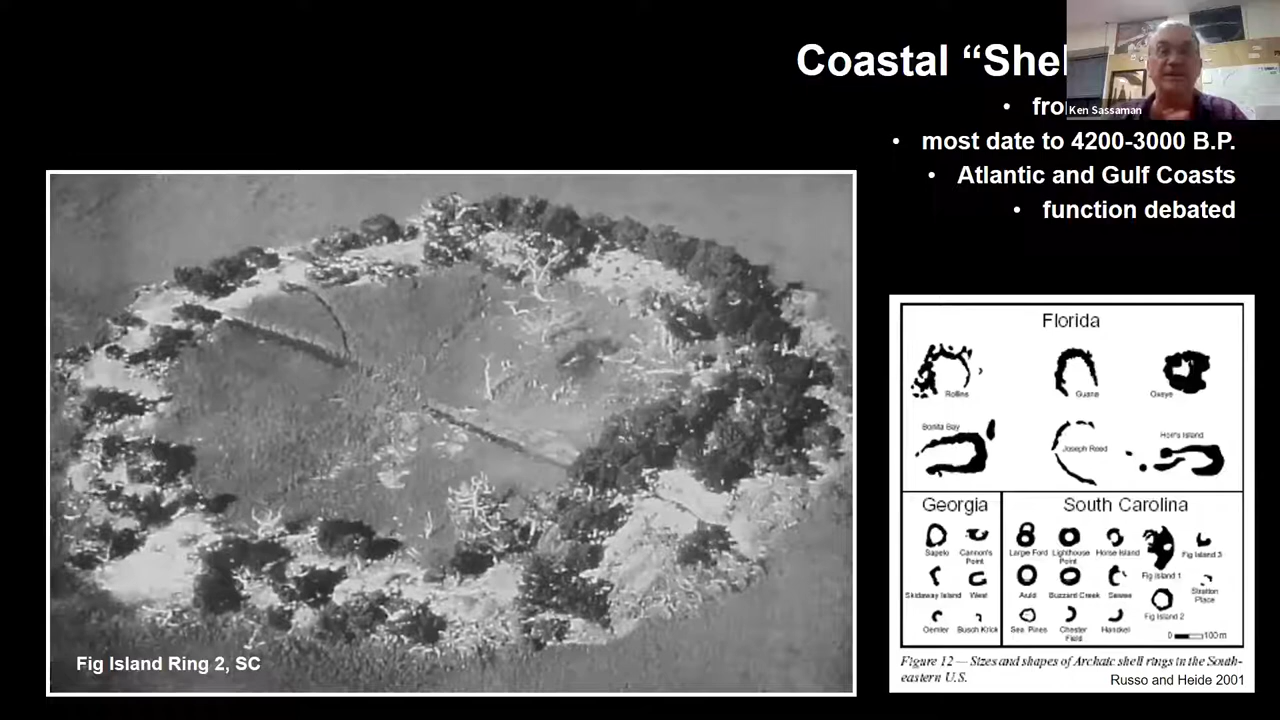 Coastal “Shel
• fro
Ken Sassaman
• most date to 4200-3000 B.P.
• Atlantic and Gulf Coasts
• function debated
Fig Island Ring 2, SC
Florida
Rollins
Guana
Oxeye
Bonita Bay
Joseph Reed
Horr's Island
Georgia
Sapelo
Cannon's Point
Skidaway Island
West
Oemler
Busch Krick
South Carolina
Large Ford
Lighthouse Point
Horse Island
Fig Island 1
Fig Island 3
Auld
Buzzard Creek
Sewee
Stratton Place
Fig Island 2
Sea Pines
Chester Field
Hanckel
0 100 m
Figure 12 — Sizes and shapes of Archaic shell rings in the South-
eastern U.S.
Russo and Heide 2001